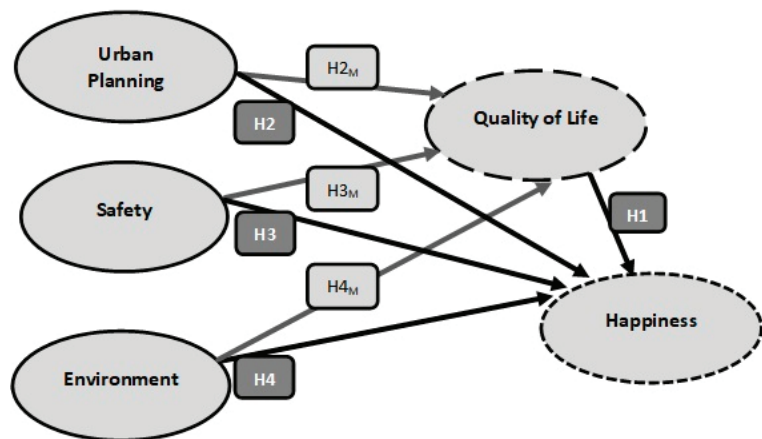 Urban
Planning
H2M
H2
Quality of Life
Safety
H3M
H3
H1
H4M
Happiness
Environment
H4